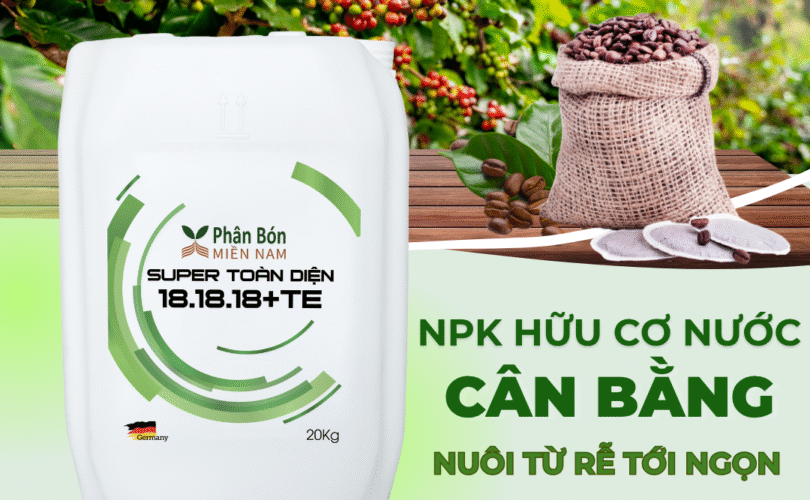 Phân Bón
MIỀN NAM
SUPER TOÀN DIỆN
18.18.18+TE
Germany
20Kg
NPK HỮU CƠ NƯỚC
CÂN BẰNG
NUÔI TỪ RỄ TỚI NGỌN